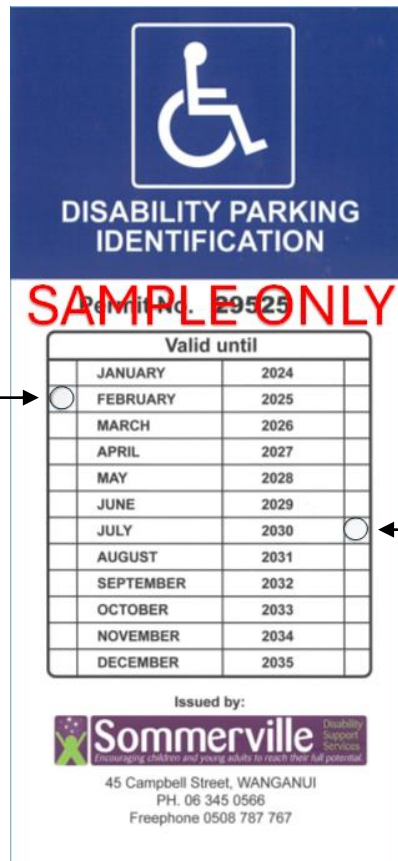 DISABILITY PARKING
IDENTIFICATION
SAMPLE ONLY
Permit No. 29525
Valid until
JANUARY 2024
FEBRUARY 2025
MARCH 2026
APRIL 2027
MAY 2028
JUNE 2029
JULY 2030
AUGUST 2031
SEPTEMBER 2032
OCTOBER 2033
NOVEMBER 2034
DECEMBER 2035
Issued by:
Sommerville Disability Support Services
Encouraging children and young adults to reach their full potential.
45 Campbell Street, WANGANUI
PH. 06 345 0566
Freephone 0508 787 767